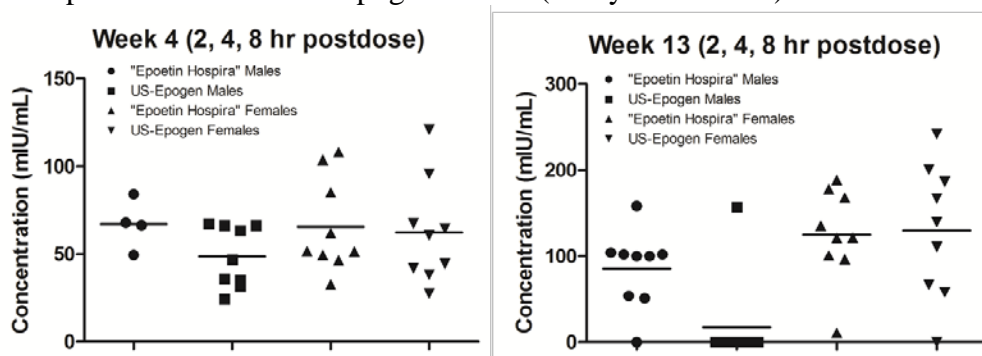 Week 4 (2, 4, 8 hr postdose)
"Epoetin Hospira" Males
US-Epogen Males
"Epoetin Hospira" Females
US-Epogen Females
Concentration (mIU/mL)
150
100
50
0
Week 13 (2, 4, 8 hr postdose)
"Epoetin Hospira" Males
US-Epogen Males
"Epoetin Hospira" Females
US-Epogen Females
Concentration (mIU/mL)
300
200
100
0